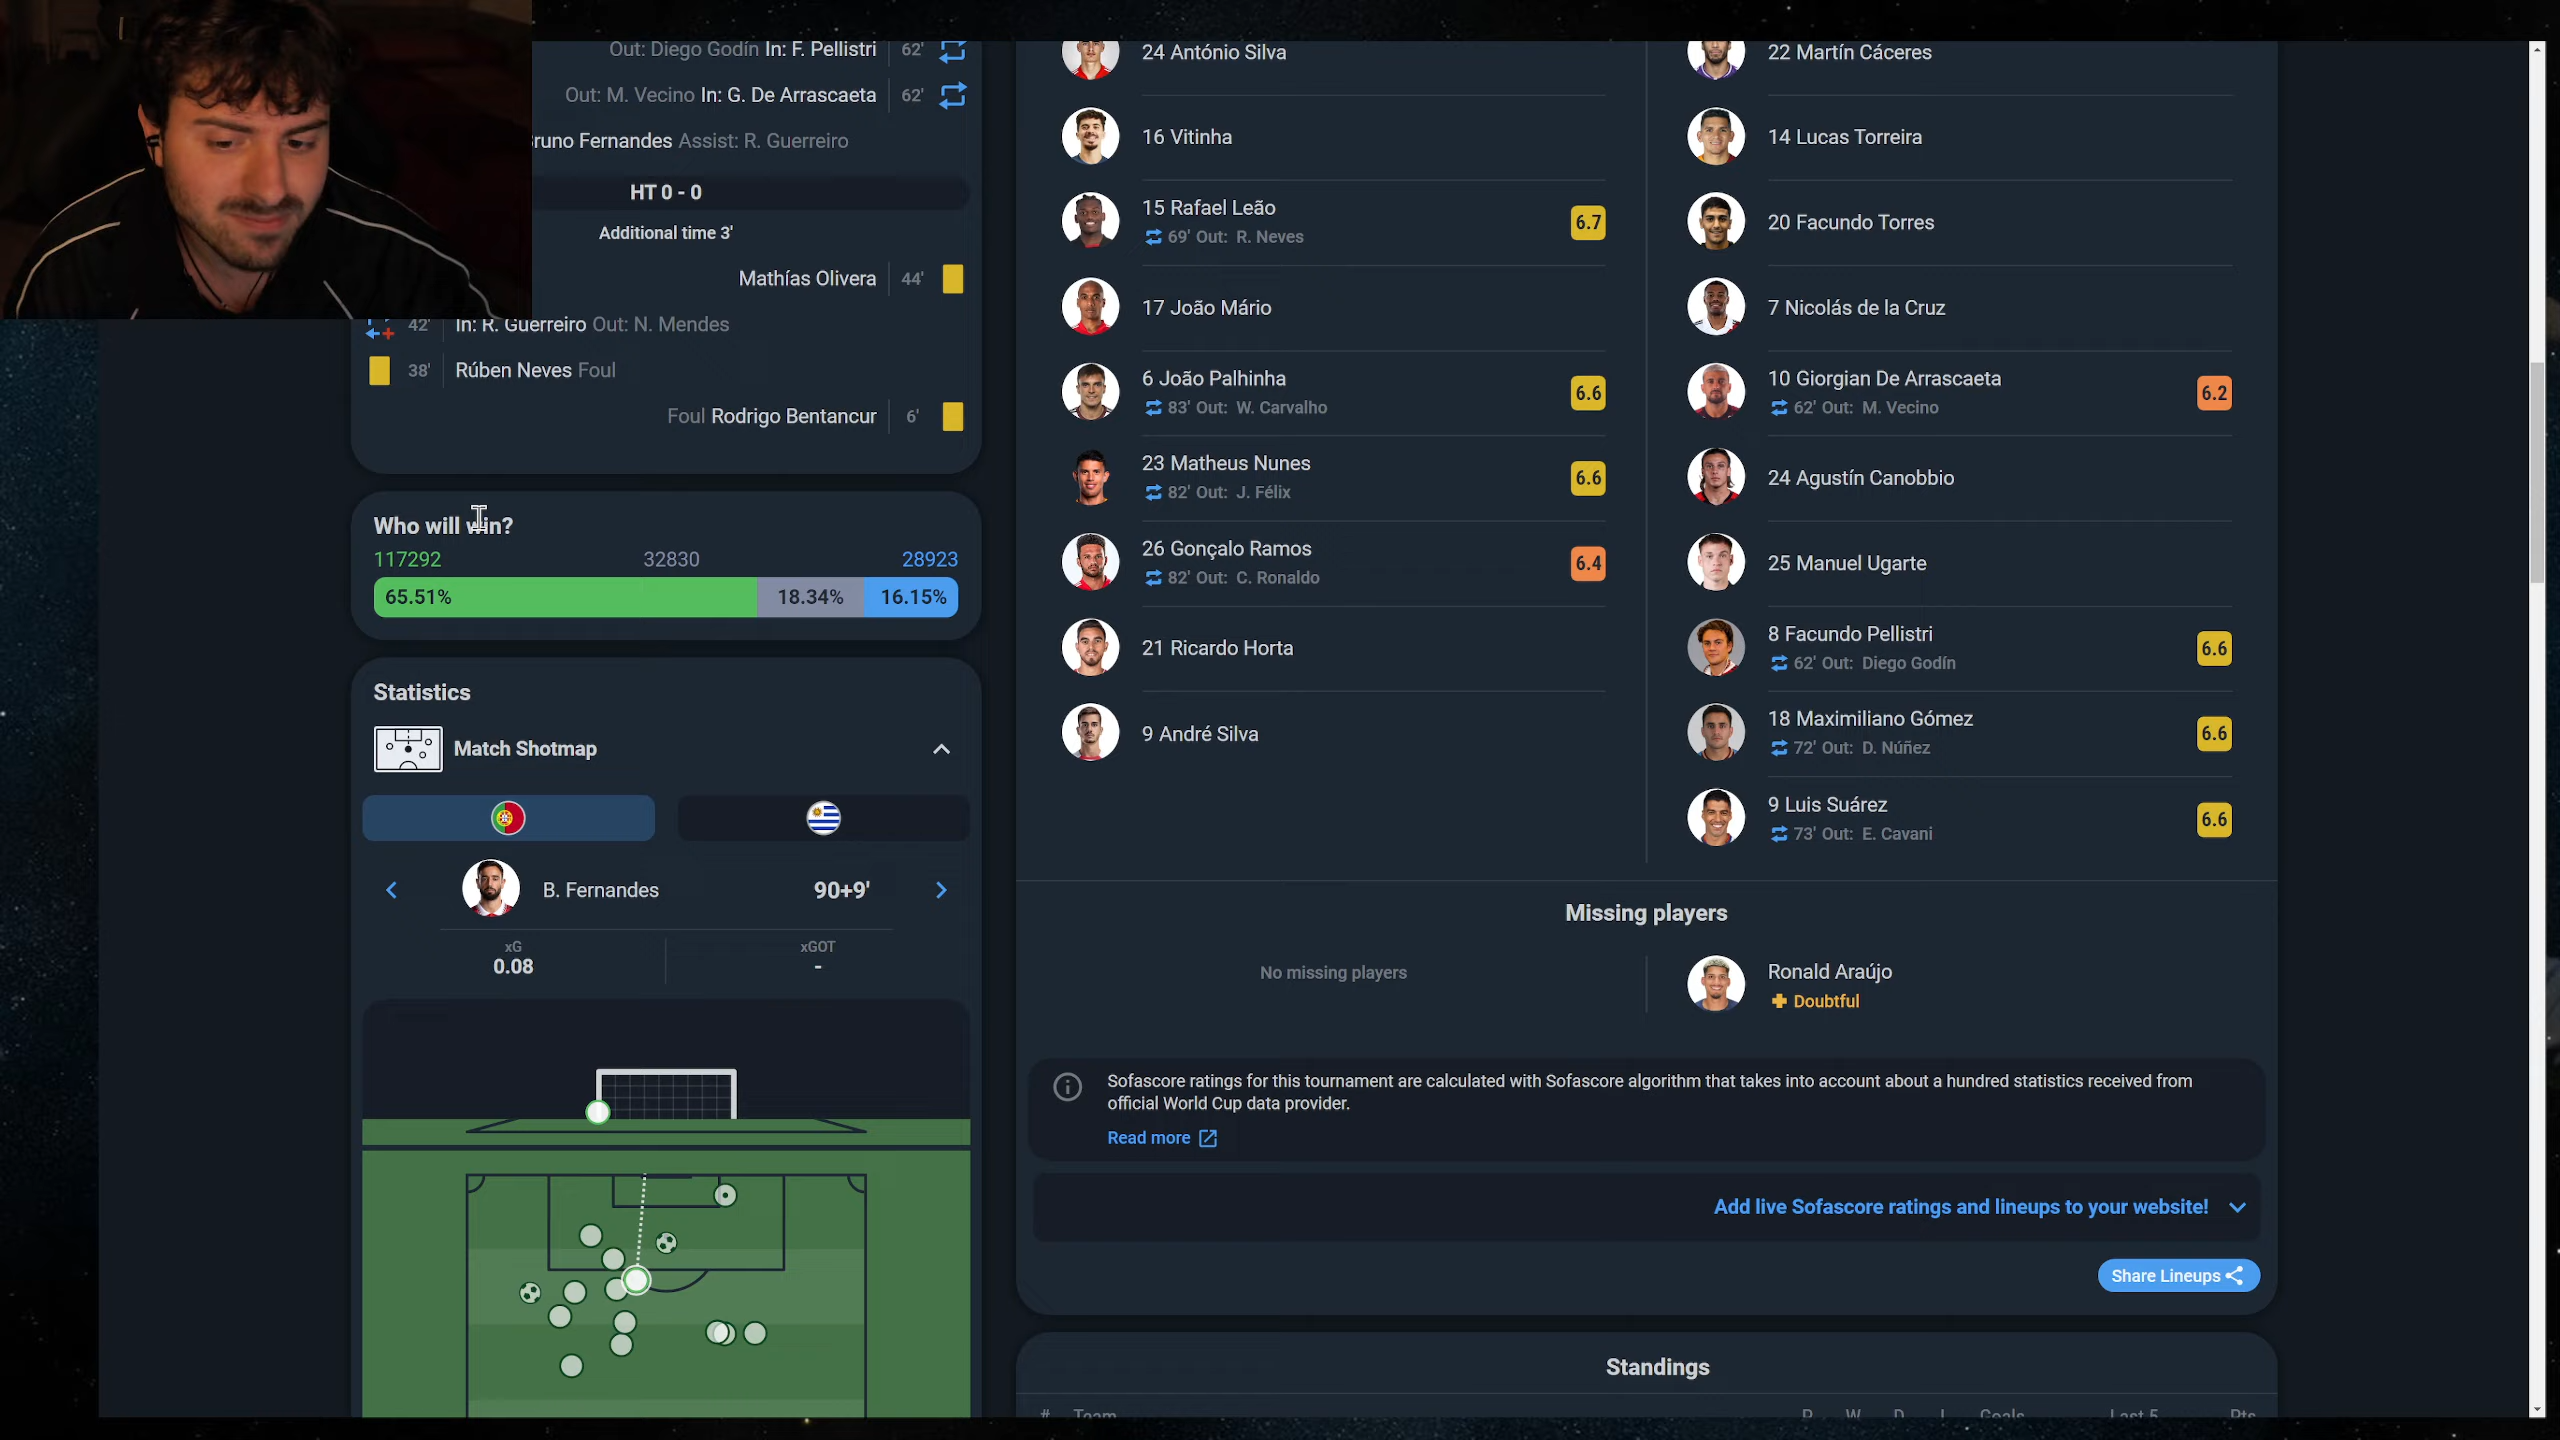 Out: Diego Godín In: F. Pellistri 62'
Out: M. Vecino In: G. De Arrascaeta 62'
runo Fernandes Assist: R. Guerreiro
HT 0 - 0
Additional time 3'
Mathías Olivera 44'
42' In: R. Guerreiro Out: N. Mendes
38' Rúben Neves Foul
Foul Rodrigo Bentancur 6'
Who will win?
117292 32830 28923
65.51% 18.34% 16.15%
Statistics
Match Shotmap
B. Fernandes 90+9'
xG xGOT
0.08 -
24 António Silva
16 Vitinha
15 Rafael Leão
69' Out: R. Neves
6.7
17 João Mário
6 João Palhinha
83' Out: W. Carvalho
6.6
23 Matheus Nunes
82' Out: J. Félix
6.6
26 Gonçalo Ramos
82' Out: C. Ronaldo
6.4
21 Ricardo Horta
9 André Silva
22 Martín Cáceres
14 Lucas Torreira
20 Facundo Torres
7 Nicolás de la Cruz
10 Giorgian De Arrascaeta
62' Out: M. Vecino
6.2
24 Agustín Canobbio
25 Manuel Ugarte
8 Facundo Pellistri
62' Out: Diego Godín
6.6
18 Maximiliano Gómez
72' Out: D. Núñez
6.6
9 Luis Suárez
73' Out: E. Cavani
6.6
Missing players
No missing players
Ronald Araújo
Doubtful
Sofascore ratings for this tournament are calculated with Sofascore algorithm that takes into account about a hundred statistics received from
official World Cup data provider.
Read more
Add live Sofascore ratings and lineups to your website!
Share Lineups
Standings
# Team P W D L Goals Last 5 Pts